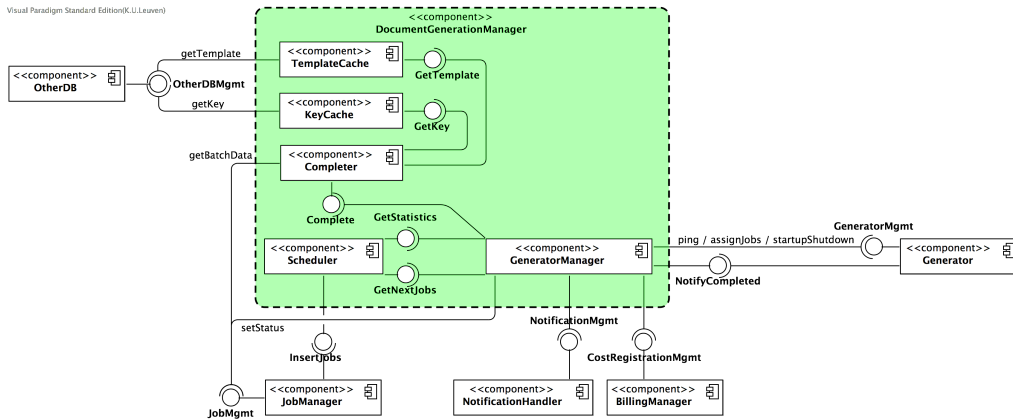 Visual Paradigm Standard Edition(K.U.Leuven)
<<component>>
DocumentGenerationManager
getTemplate
<<component>>
TemplateCache
GetTemplate
<<component>>
OtherDB
OtherDBMgmt
getKey
<<component>>
KeyCache
GetKey
getBatchData
<<component>>
Completer
Complete
GetStatistics
<<component>>
Scheduler
<<component>>
GeneratorManager
GetNextJobs
ping / assignJobs / startupShutdown
GeneratorMgmt
<<component>>
Generator
NotifyCompleted
setStatus
InsertJobs
NotificationMgmt
CostRegistrationMgmt
JobMgmt
<<component>>
JobManager
<<component>>
NotificationHandler
<<component>>
BillingManager